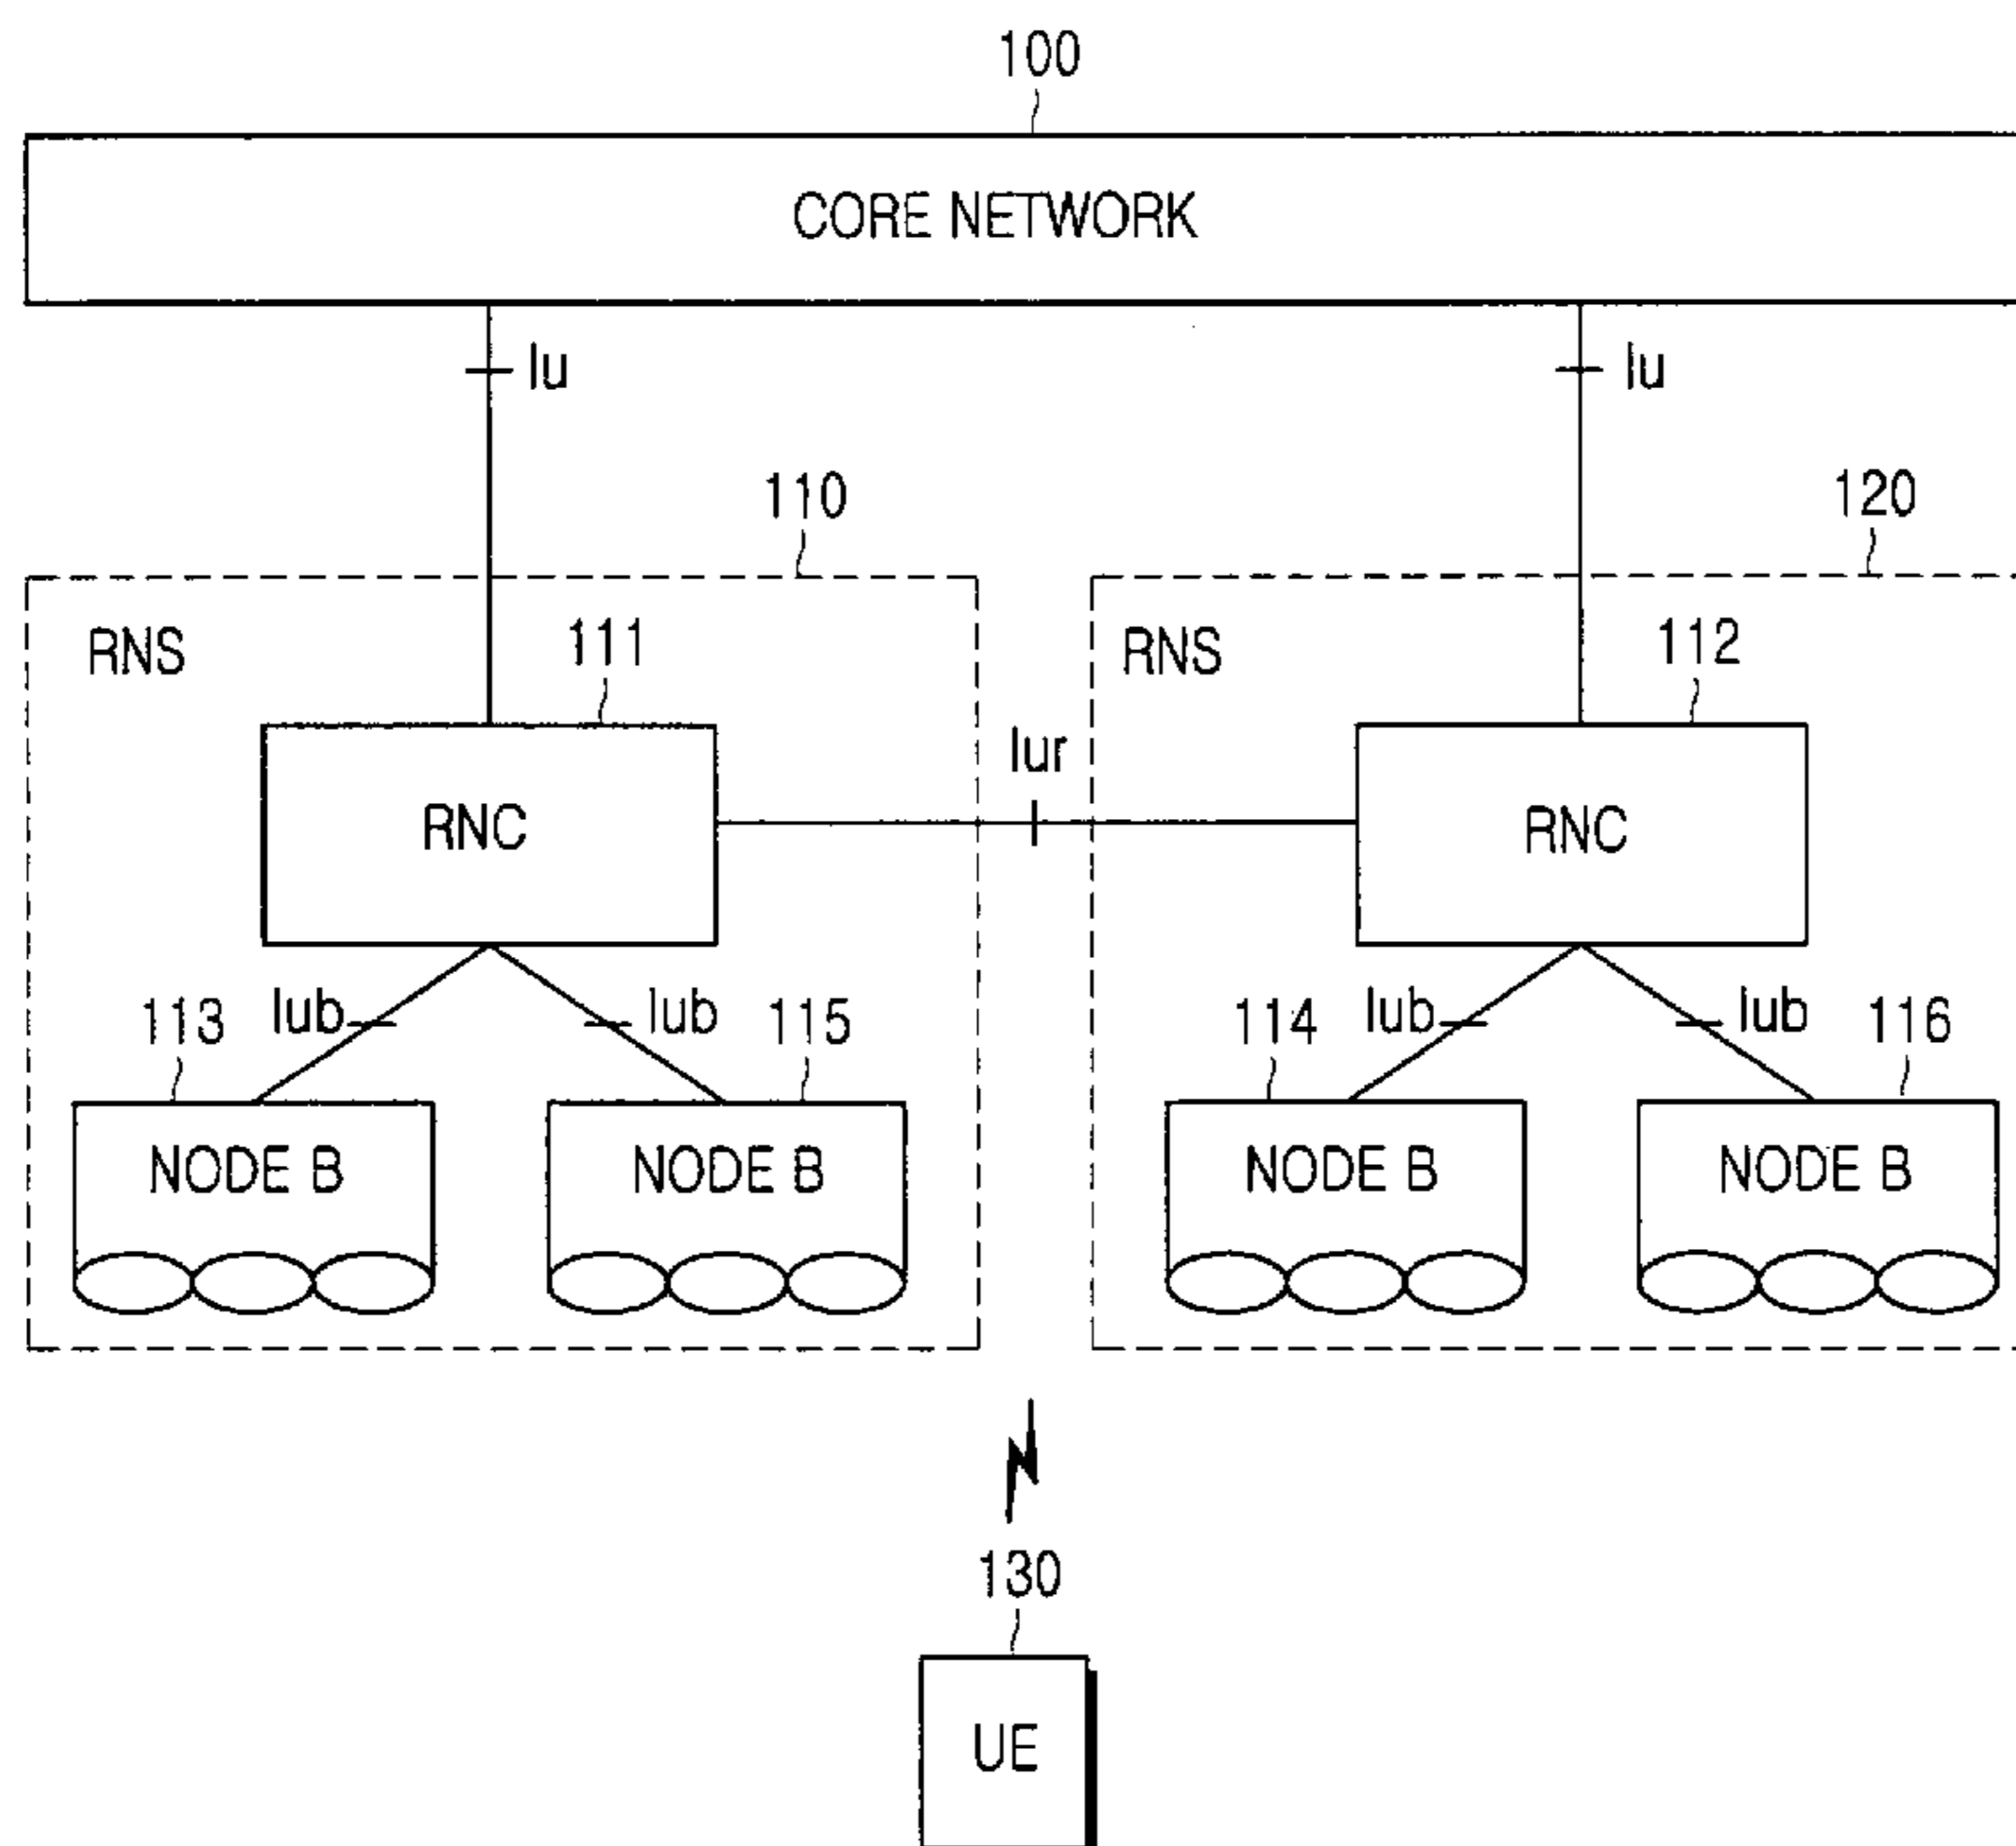 100
CORE NETWORK
Iu
Iu
110
120
RNS
111
RNS
112
Iur
RNC
RNC
113
Iub
Iub
115
114
Iub
Iub
116
NODE B
NODE B
NODE B
NODE B
130
UE